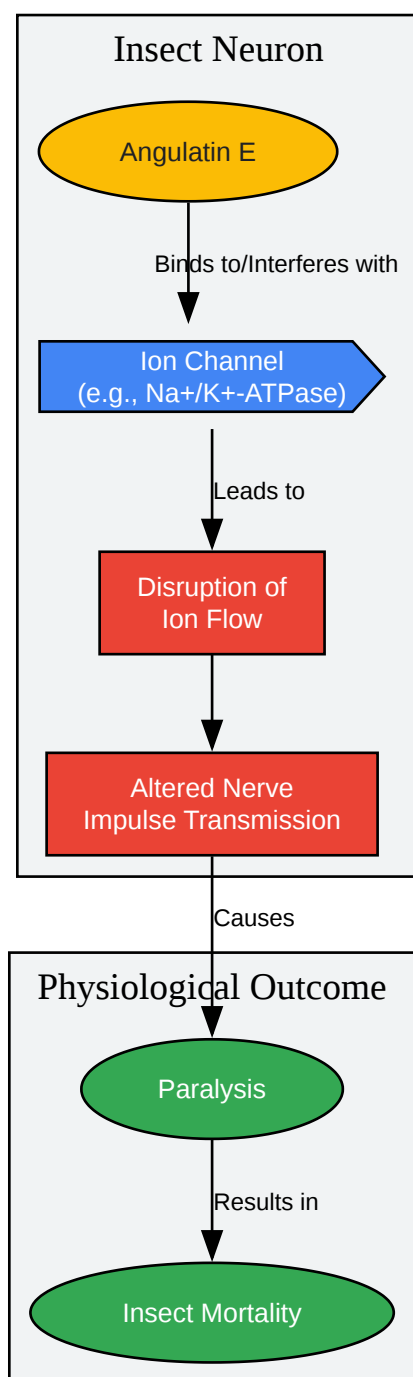 Insect Neuron
Angulatin E
Binds to/Interferes with
Ion Channel
(e.g., Na+/K+-ATPase)
Leads to
Disruption of
Ion Flow
Altered Nerve
Impulse Transmission
Causes
Physiological Outcome
Paralysis
Results in
Insect Mortality